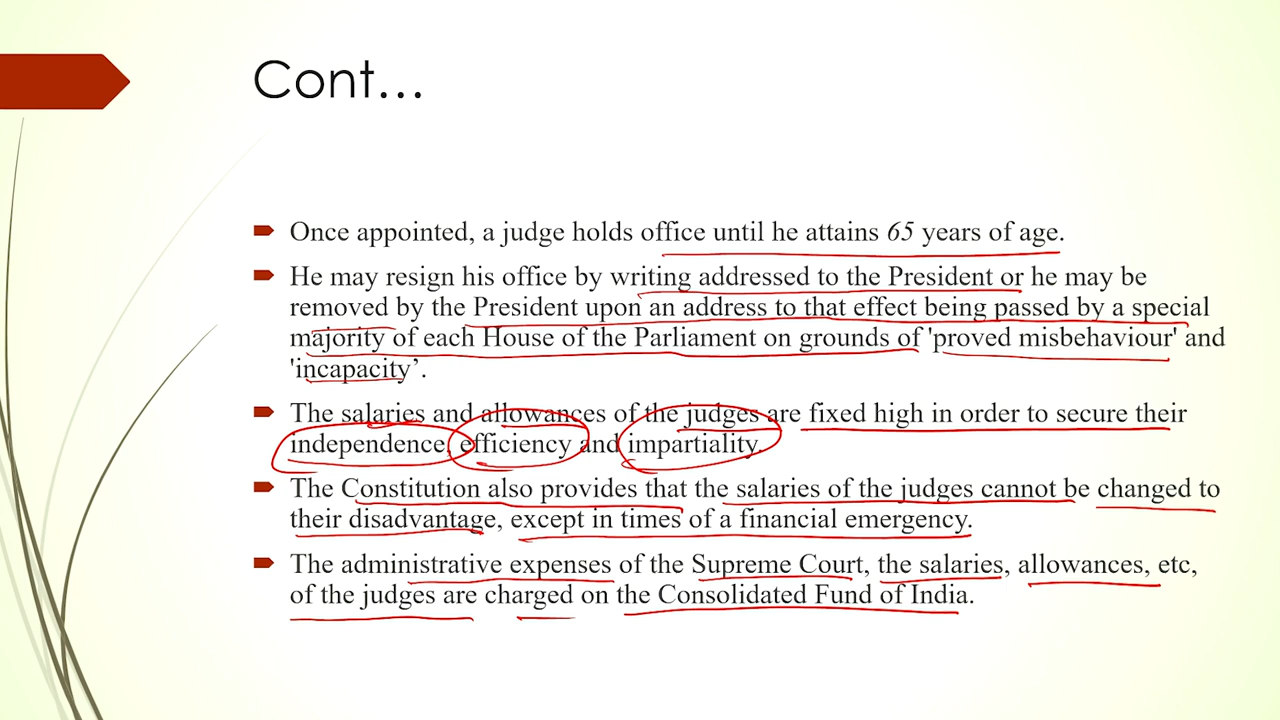 Cont…
Once appointed, a judge holds office until he attains 65 years of age.
He may resign his office by writing addressed to the President or he may be
removed by the President upon an address to that effect being passed by a special
majority of each House of the Parliament on grounds of 'proved misbehaviour' and
'incapacity’.
The salaries and allowances of the judges are fixed high in order to secure their
independence, efficiency and impartiality.
The Constitution also provides that the salaries of the judges cannot be changed to
their disadvantage, except in times of a financial emergency.
The administrative expenses of the Supreme Court, the salaries, allowances, etc,
of the judges are charged on the Consolidated Fund of India.